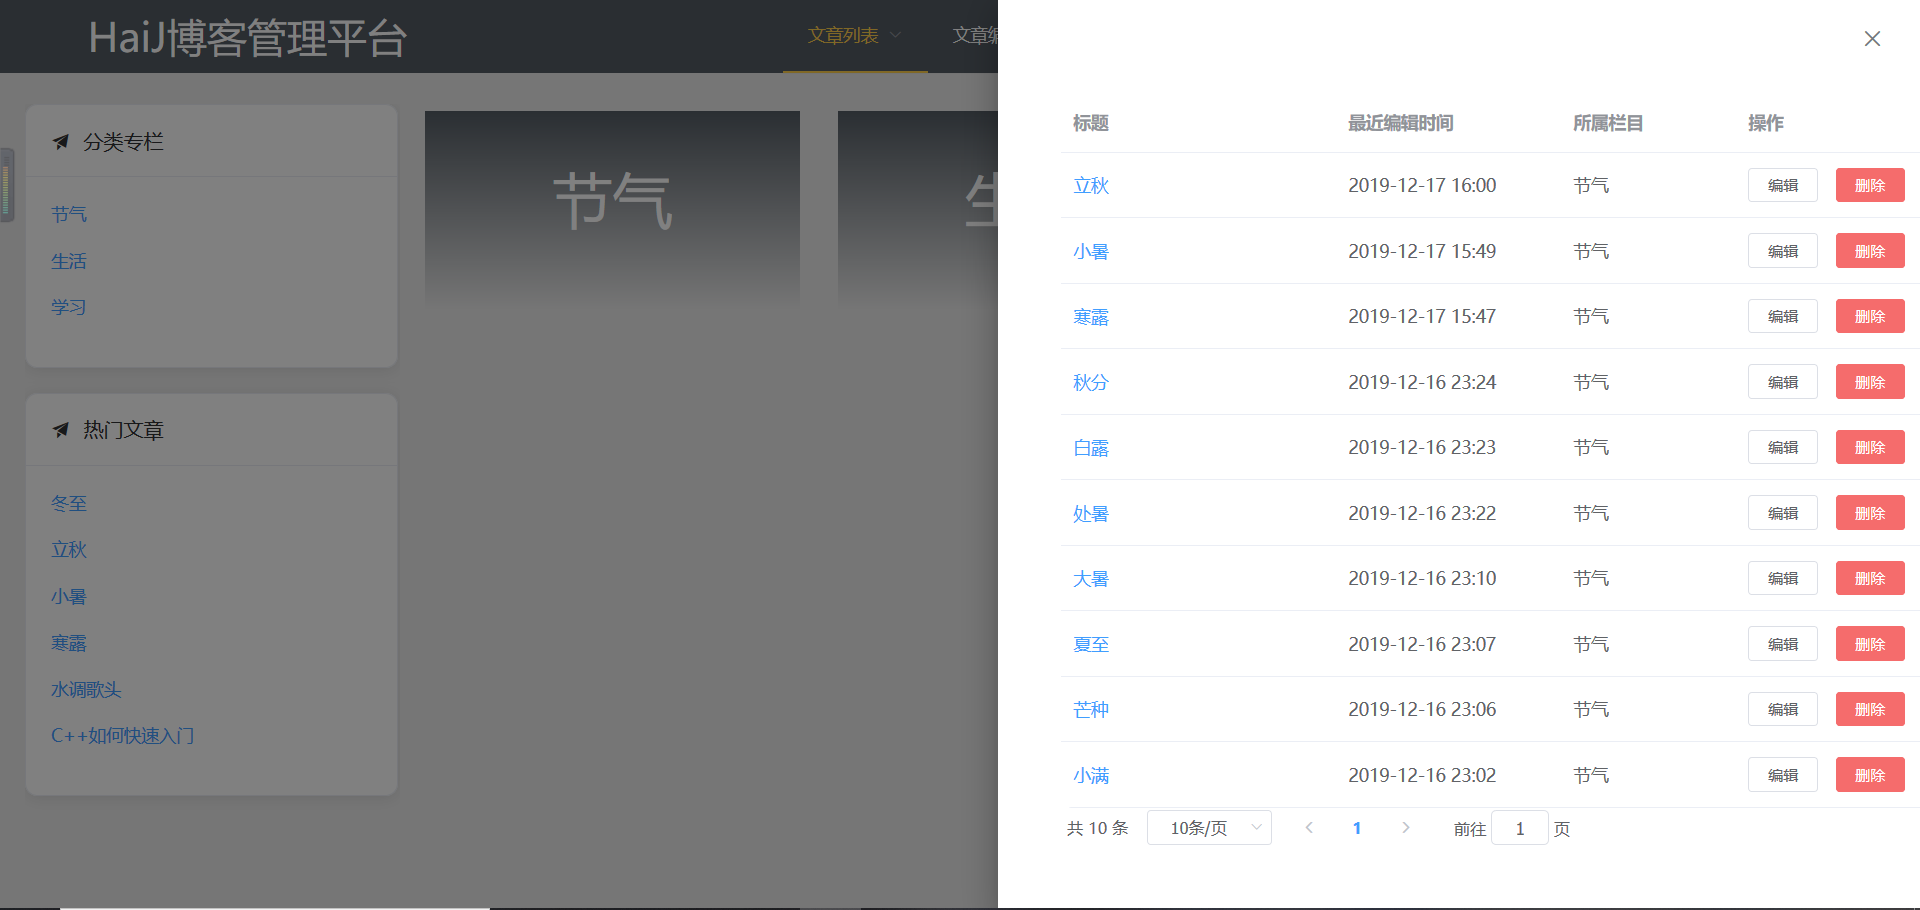 HaiJ博客管理平台
文章列表 文章编
分类专栏
节气
生活
学习
热门文章
冬至
立秋
小暑
寒露
水调歌头
C++如何快速入门
节气
标题 最近编辑时间 所属栏目 操作
立秋 2019-12-17 16:00 节气 编辑 删除
小暑 2019-12-17 15:49 节气 编辑 删除
寒露 2019-12-17 15:47 节气 编辑 删除
秋分 2019-12-16 23:24 节气 编辑 删除
白露 2019-12-16 23:23 节气 编辑 删除
处暑 2019-12-16 23:22 节气 编辑 删除
大暑 2019-12-16 23:10 节气 编辑 删除
夏至 2019-12-16 23:07 节气 编辑 删除
芒种 2019-12-16 23:06 节气 编辑 删除
小满 2019-12-16 23:02 节气 编辑 删除
共 10 条 10条/页 1 前往 1 页